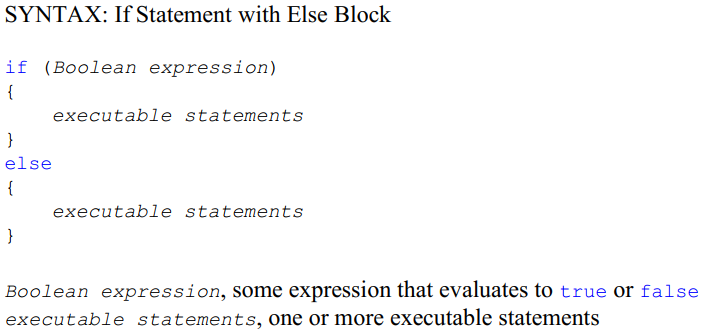 SYNTAX: If Statement with Else Block
if (Boolean expression)
{
executable statements
}
else
{
executable statements
}
Boolean expression, some expression that evaluates to true or false
executable statements, one or more executable statements